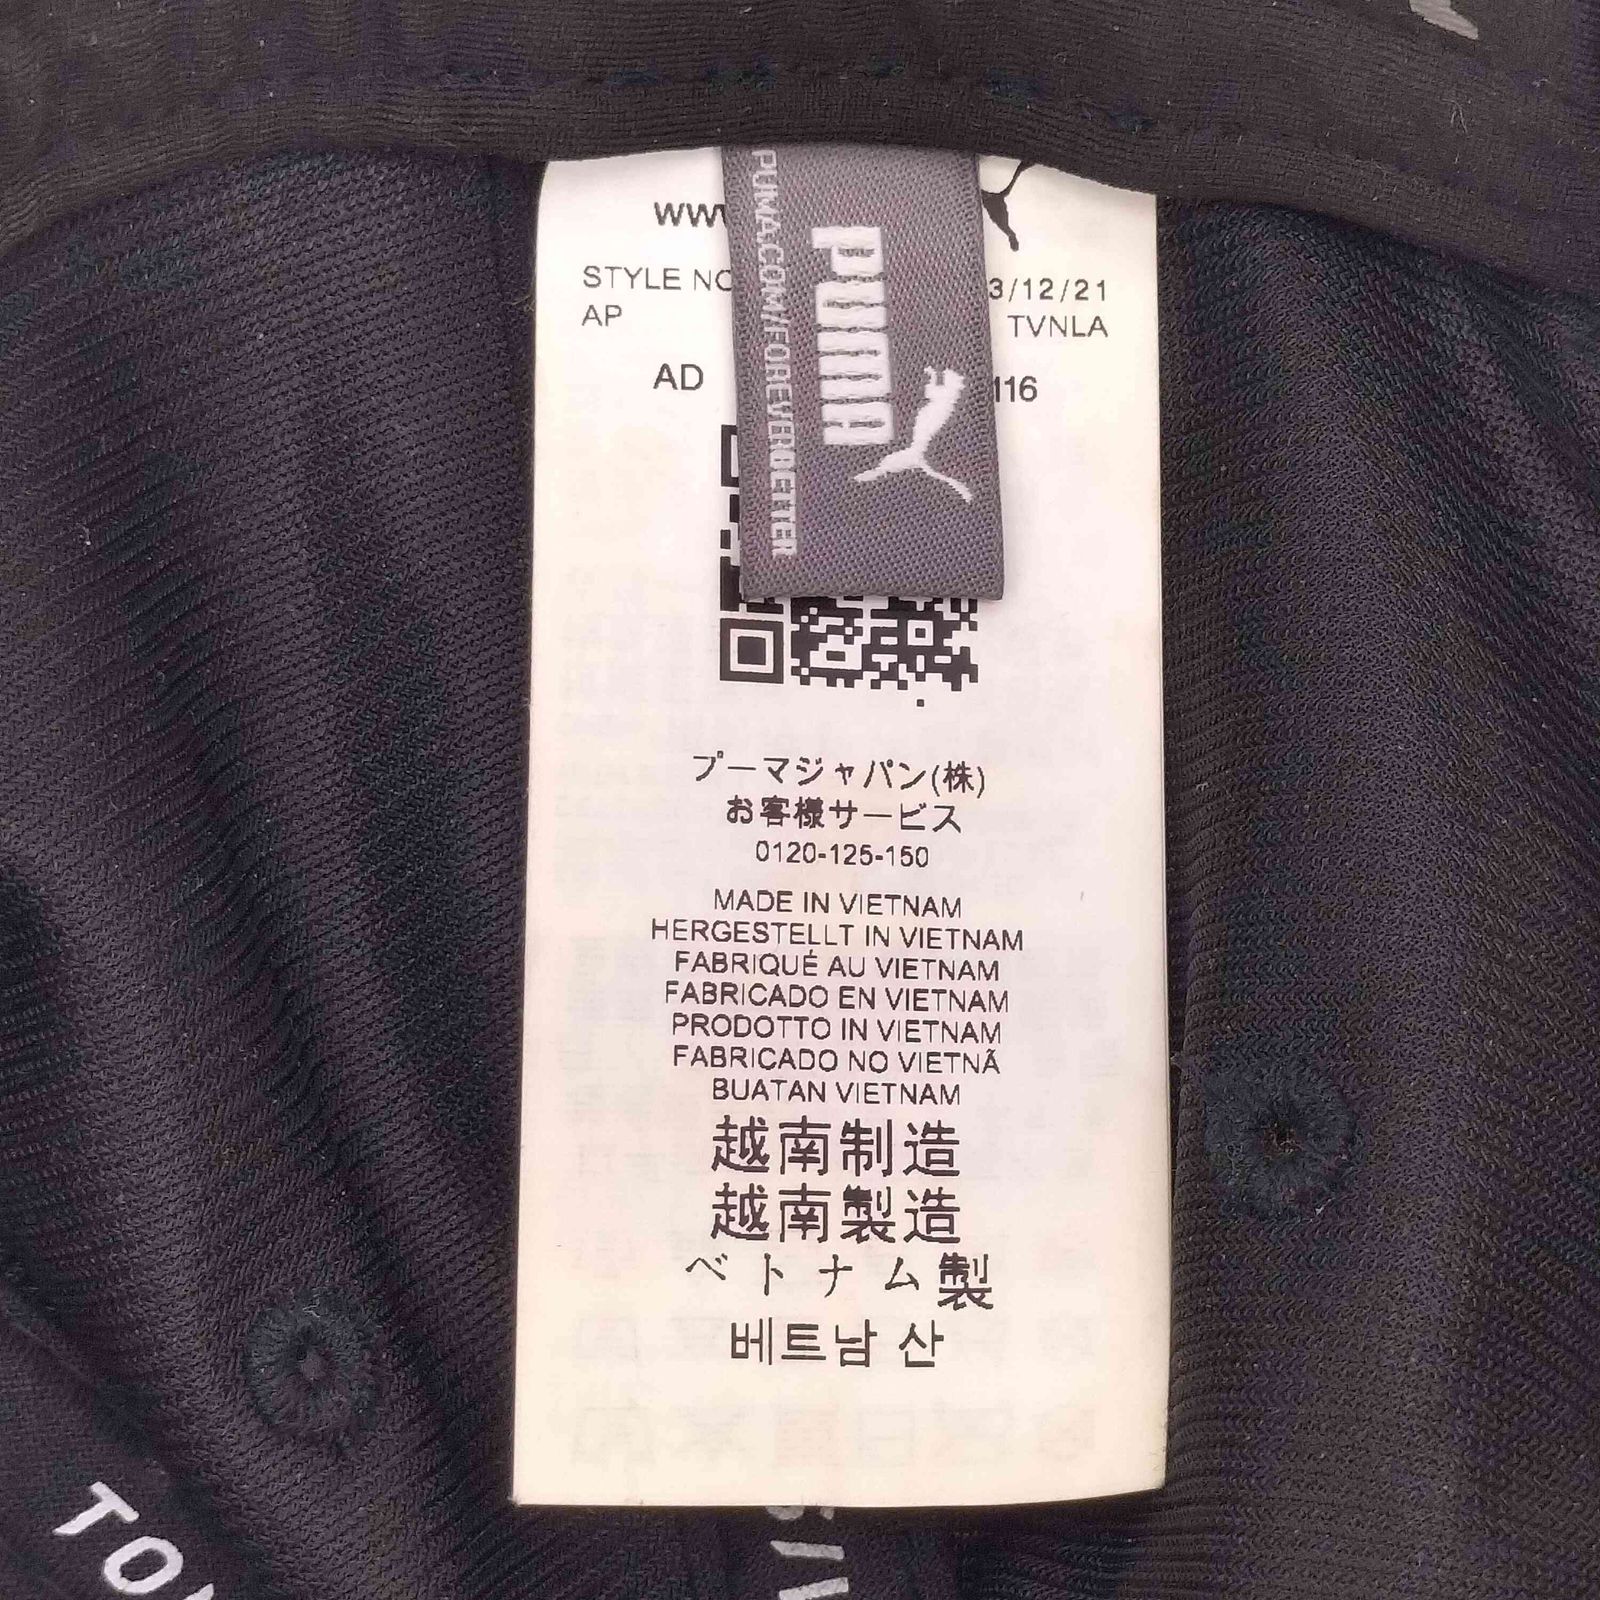 STYLE NO
3/12/21
AP
TVNLA
AD
116
PUMA
PUMA.COM/FOREVERBETTER
プーマジャパン(株)
お客様サービス
0120-125-150
MADE IN VIETNAM
HERGESTELLT IN VIETNAM
FABRIQUÉ AU VIETNAM
FABRICADO EN VIETNAM
PRODOTTO IN VIETNAM
FABRICADO NO VIETNÃ
BUATAN VIETNAM
越南制造
越南製造
ベトナム製
베트남 산